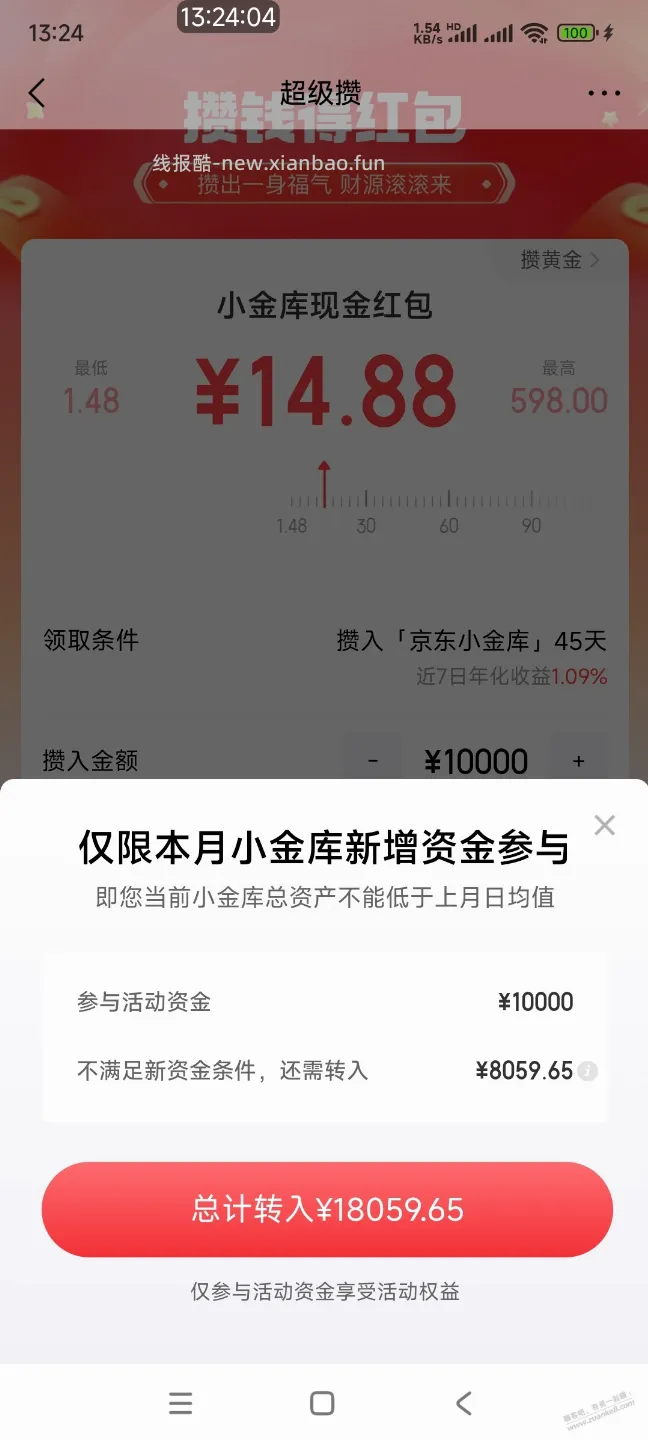 13:24
13:24:04
1.54 KB/s HD
100
超级攒
攒钱得红包
线报酷-new.xianbao.fun
攒出一身福气 财源滚滚来
攒黄金
小金库现金红包
最低 最高
1.48 ¥14.88 598.00
1.48 30 60 90
领取条件 攒入「京东小金库」45天
近7日年化收益1.09%
攒入金额 - ¥10000 +
仅限本月小金库新增资金参与
即您当前小金库总资产不能低于上月日均值
参与活动资金 ¥10000
不满足新资金条件，还需转入 ¥8059.65
总计转入¥18059.65
仅参与活动资金享受活动权益